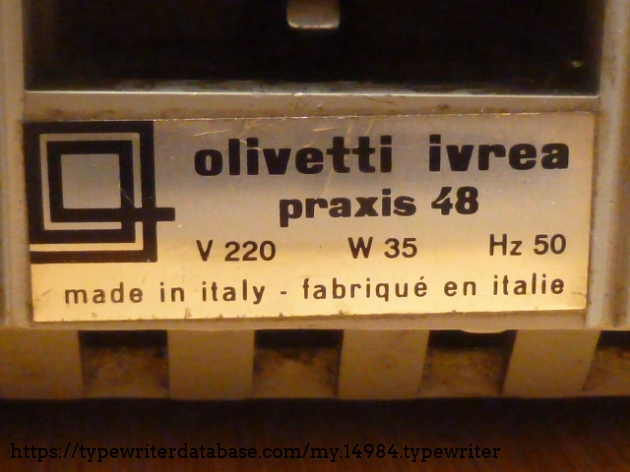 olivetti ivrea
praxis 48
V 220 W 35 Hz 50
made in italy - fabriqué en italie
https://typewriterdatabase.com/my.14984.typewriter